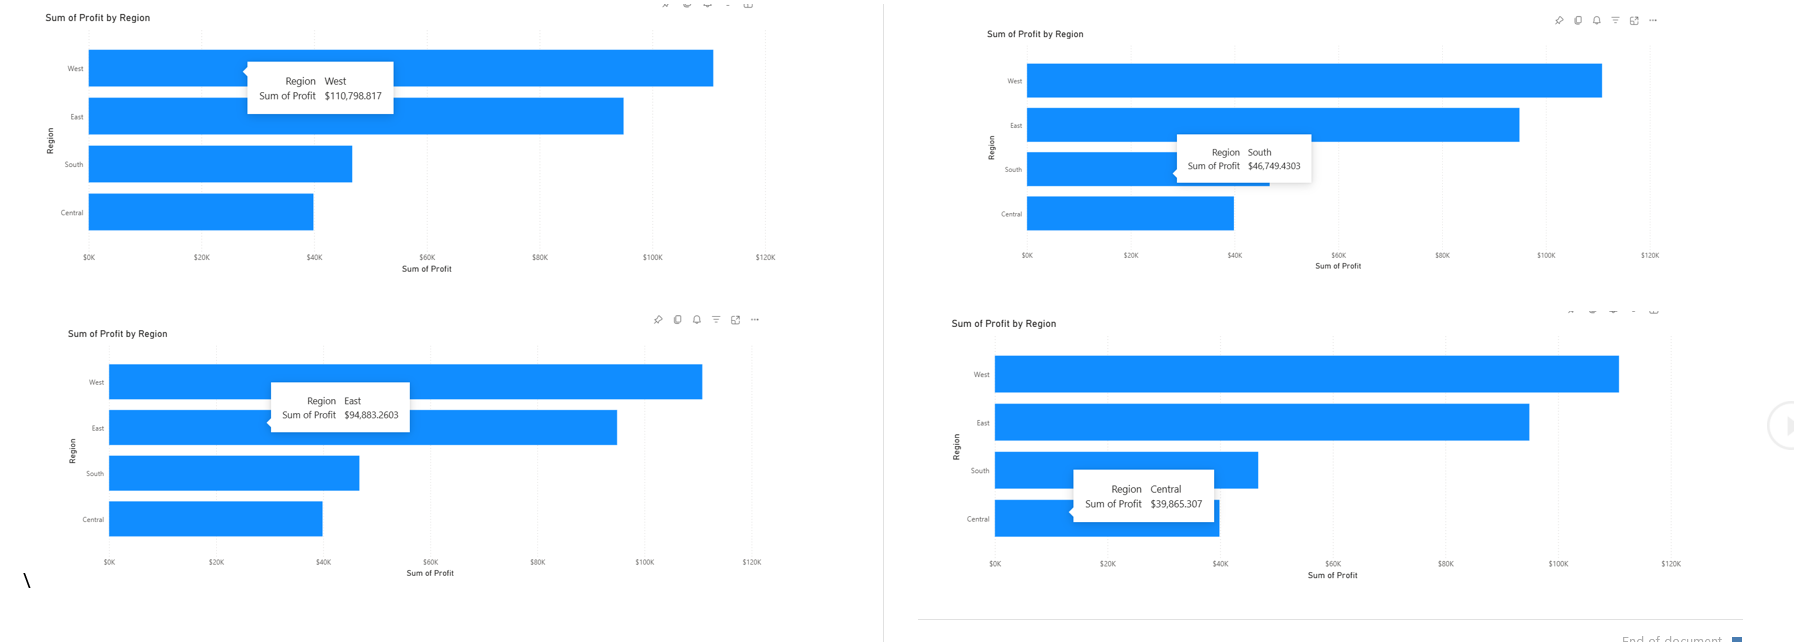 Sum of Profit by Region
West
East
South
Central
Region
Region West
Sum of Profit $110,798.817
$0K $20K $40K $60K $80K $100K $120K
Sum of Profit
Sum of Profit by Region
West
East
South
Central
Region
Region South
Sum of Profit $46,749.4303
$0K $20K $40K $60K $80K $100K $120K
Sum of Profit
Sum of Profit by Region
West
East
South
Central
Region
Region East
Sum of Profit $94,883.2603
$0K $20K $40K $60K $80K $100K $120K
Sum of Profit
\
Sum of Profit by Region
West
East
South
Central
Region
Region Central
Sum of Profit $39,865.307
$0K $20K $40K $60K $80K $100K $120K
Sum of Profit
End of document